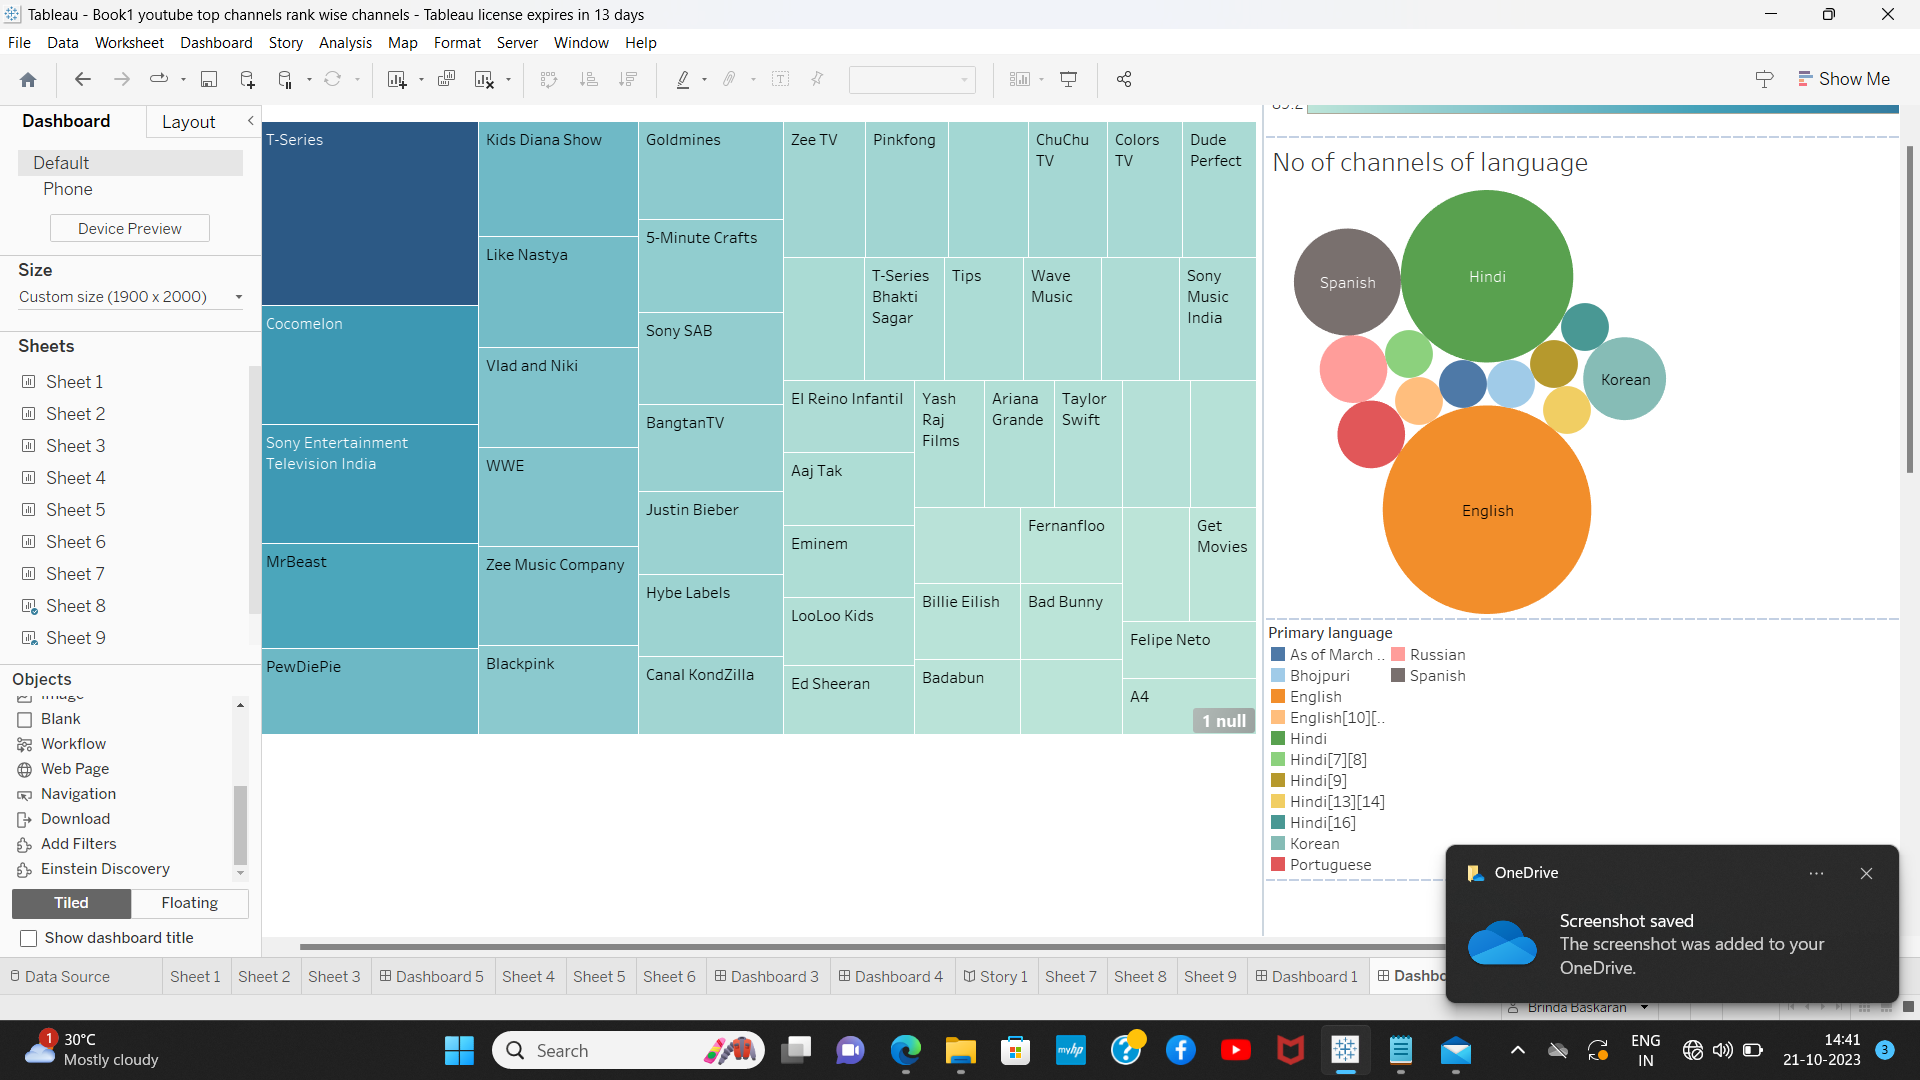 Tableau - Book1 youtube top channels rank wise channels - Tableau license expires in 13 days
File Data Worksheet Dashboard Story Analysis Map Format Server Window Help
Show Me
Dashboard Layout
Default
Phone
Device Preview
Size
Custom size (1900 x 2000)
Sheets
Sheet 1
Sheet 2
Sheet 3
Sheet 4
Sheet 5
Sheet 6
Sheet 7
Sheet 8
Sheet 9
Objects
Image
Blank
Workflow
Web Page
Navigation
Download
Add Filters
Einstein Discovery
Tiled Floating
Show dashboard title
T-Series
Cocomelon
Sony Entertainment
Television India
MrBeast
PewDiePie
Kids Diana Show
Like Nastya
Vlad and Niki
WWE
Zee Music Company
Blackpink
Goldmines
5-Minute Crafts
Sony SAB
BangtanTV
Justin Bieber
Hybe Labels
Canal KondZilla
Zee TV
Pinkfong
ChuChu
TV
Colors
TV
Dude
Perfect
T-Series
Bhakti
Sagar
Tips
Wave
Music
Sony
Music
India
El Reino Infantil
Aaj Tak
Eminem
LooLoo Kids
Ed Sheeran
Yash
Raj
Films
Ariana
Grande
Taylor
Swift
Fernanfloo
Get
Movies
Billie Eilish
Bad Bunny
Felipe Neto
Badabun
A4
1 null
No of channels of language
Spanish
Hindi
Korean
English
Primary language
As of March ..
Bhojpuri
English
English[10][..
Hindi
Hindi[7][8]
Hindi[9]
Hindi[13][14]
Hindi[16]
Korean
Portuguese
Russian
Spanish
OneDrive
Screenshot saved
The screenshot was added to your
OneDrive.
Data Source Sheet 1 Sheet 2 Sheet 3 Dashboard 5 Sheet 4 Sheet 5 Sheet 6 Dashboard 3 Dashboard 4 Story 1 Sheet 7 Sheet 8 Sheet 9 Dashboard 1 Dashbo
Brinda Baskaran
1
30°C
Mostly cloudy
Search
myhp
ENG
IN
14:41
21-10-2023
3